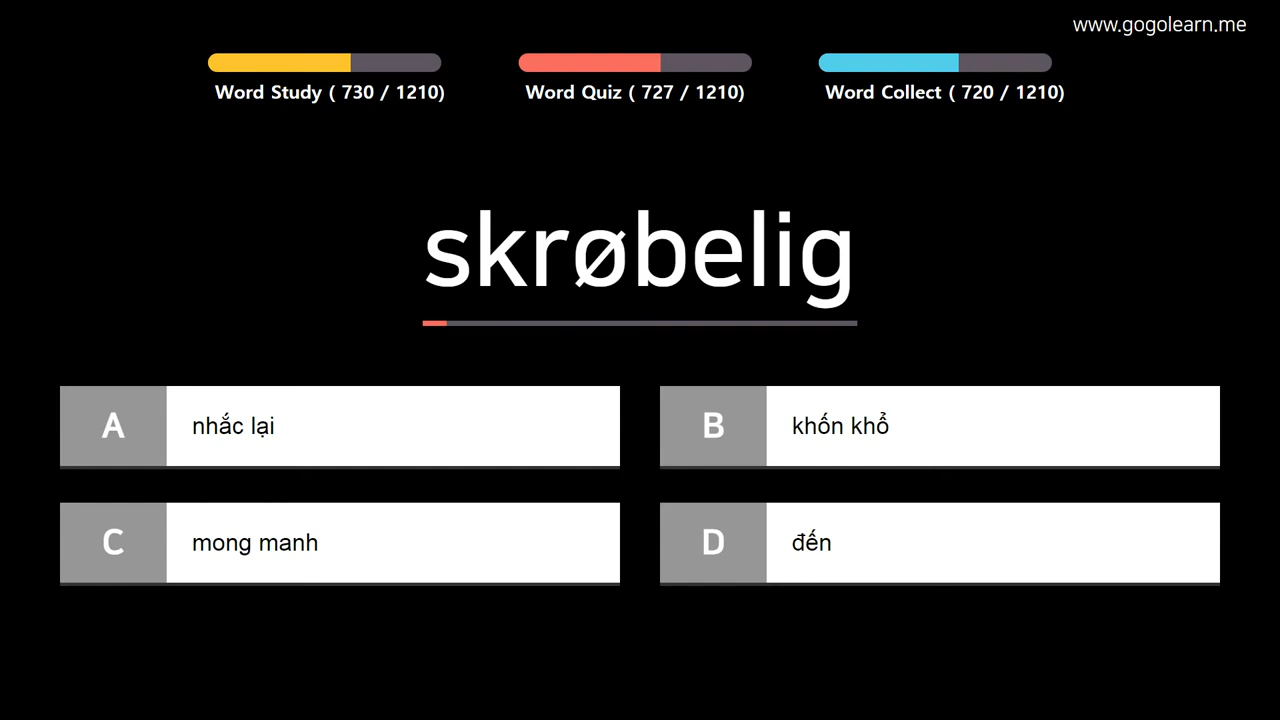 www.gogolearn.me
Word Study ( 730 / 1210)
Word Quiz ( 727 / 1210)
Word Collect ( 720 / 1210)
skrøbelig
A
nhắc lại
B
khốn khổ
C
mong manh
D
đến